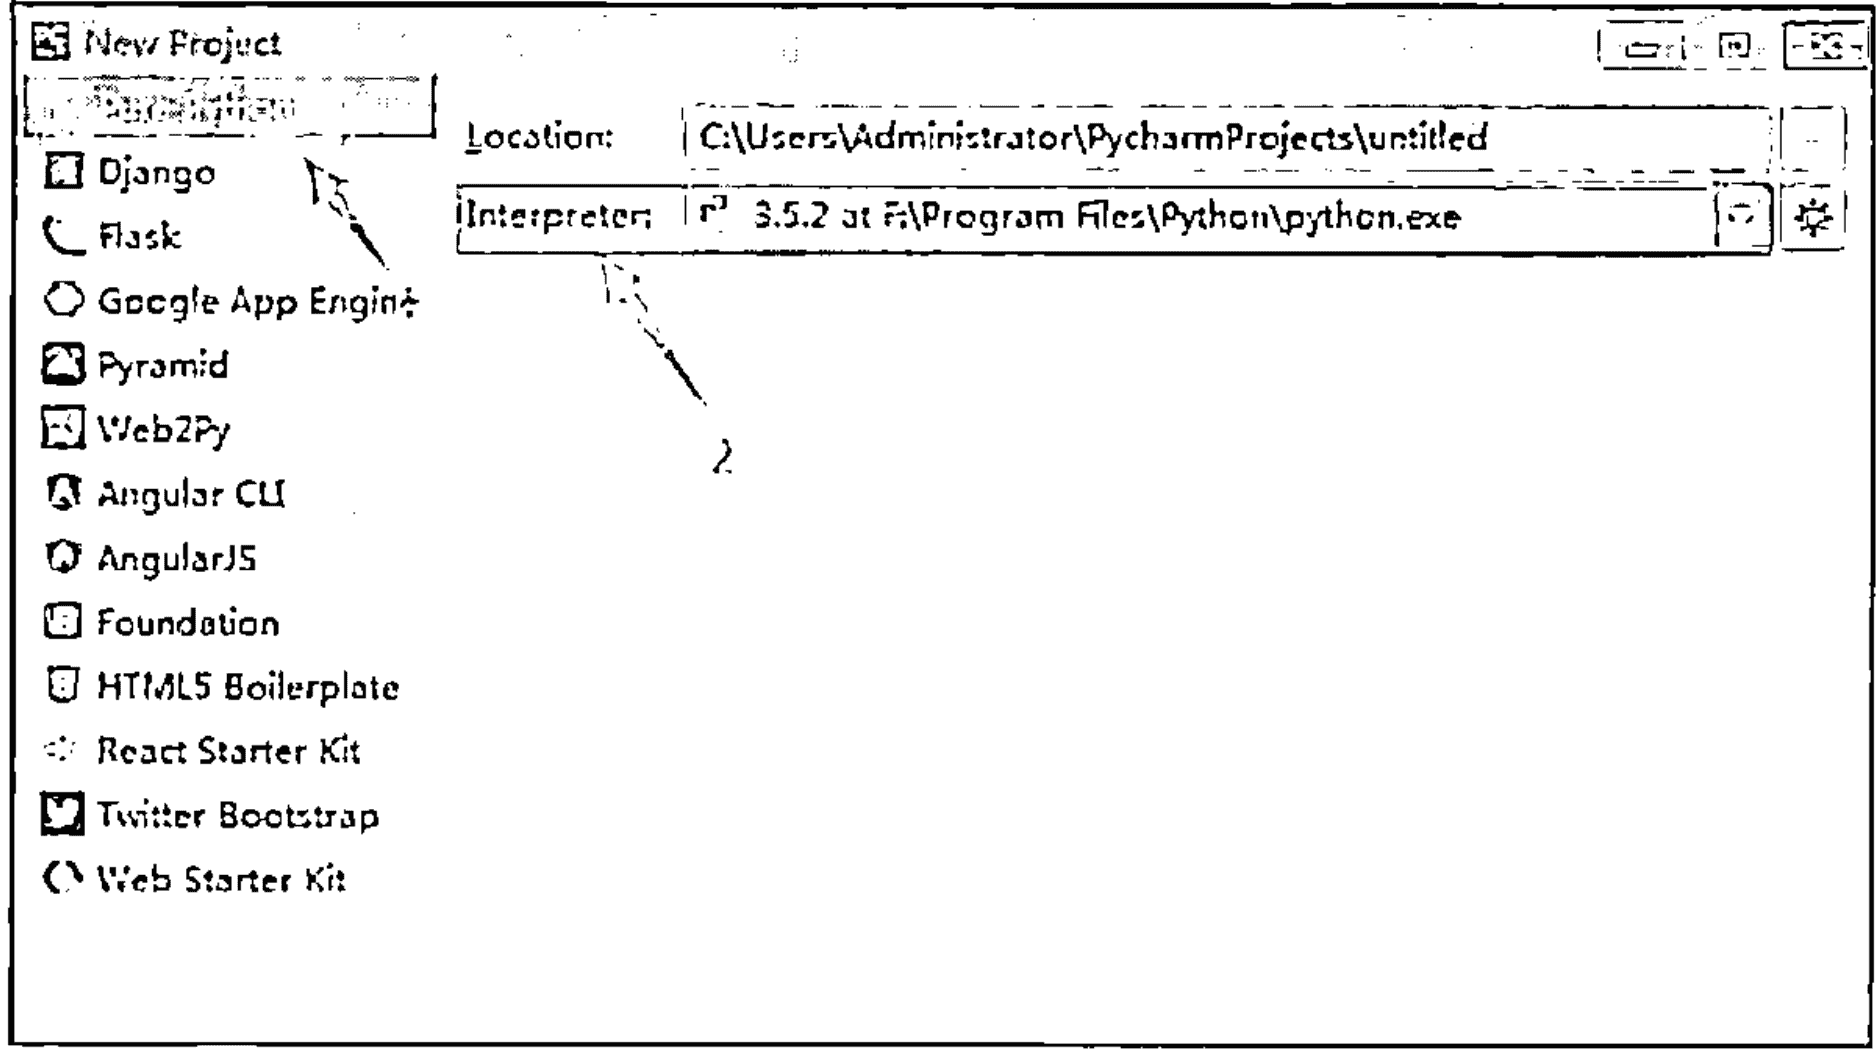 New Project
Location: C:\Users\Administrator\PycharmProjects\untitled
Interpreter: 3.5.2 at F:\Program Files\Python\python.exe
Django
Flask
Google App Engine
Pyramid
Web2Py
Angular CLI
AngularJS
Foundation
HTML5 Boilerplate
React Starter Kit
Twitter Bootstrap
Web Starter Kit
2